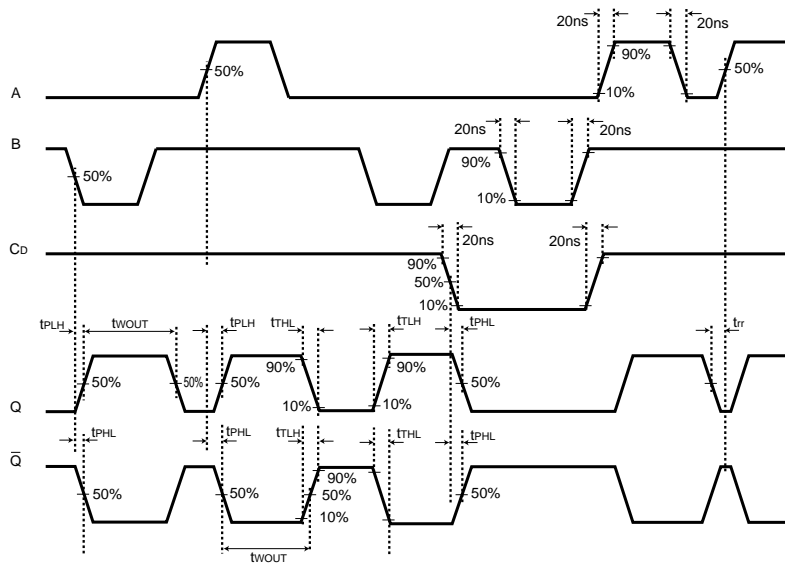 20ns 20ns
50% 90% 50%
A 10%
B 20ns 20ns
50% 90%
10%
CD 20ns 20ns
90%
50%
10%
tPLH tWOUT tPLH tTHL tTLH tPHL trr
90% 90%
50% 50% 50% 50%
Q 10% 10%
tPHL tPHL tTLH tTHL tPHL
Q̅ 90%
50% 50% 50% 50%
10%
tWOUT